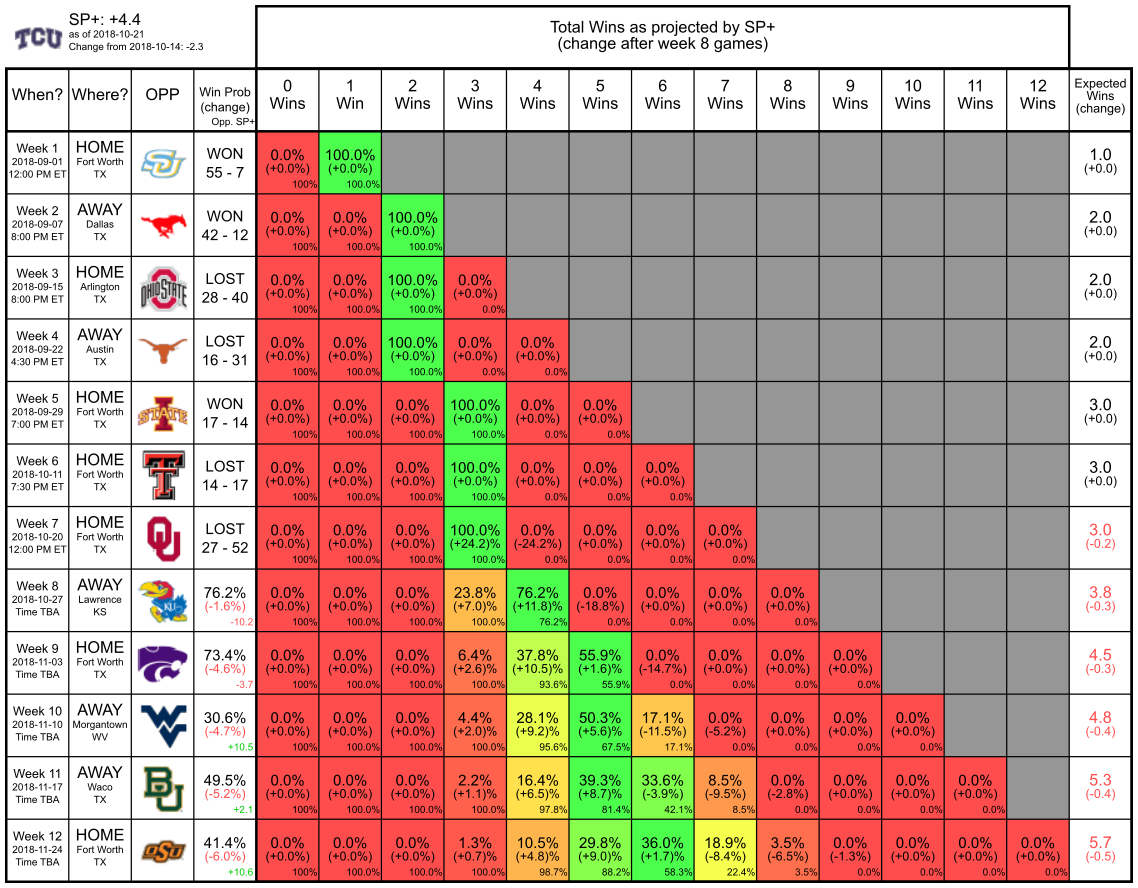 TCU
SP+: +4.4
as of 2018-10-21
Change from 2018-10-14: -2.3
Total Wins as projected by SP+
(change after week 8 games)
When? Where? OPP Win Prob (change) Opp. SP+ 0 Wins 1 Win 2 Wins 3 Wins 4 Wins 5 Wins 6 Wins 7 Wins 8 Wins 9 Wins 10 Wins 11 Wins 12 Wins Expected Wins (change)
Week 1 HOME WON 0.0% 100.0% 1.0
2018-09-01 Fort Worth SU (+0.0%) (+0.0%) (+0.0)
12:00 PM ET TX 55 - 7 100% 100.0%
Week 2 AWAY WON 0.0% 0.0% 100.0% 2.0
2018-09-07 Dallas (+0.0%) (+0.0%) (+0.0%) (+0.0)
8:00 PM ET TX 42 - 12 100% 100.0% 100.0%
Week 3 HOME LOST 0.0% 0.0% 100.0% 0.0% 2.0
2018-09-15 Arlington OHIO STATE (+0.0%) (+0.0%) (+0.0%) (+0.0%) (+0.0)
8:00 PM ET TX 28 - 40 100% 100.0% 100.0% 0.0%
Week 4 AWAY LOST 0.0% 0.0% 100.0% 0.0% 0.0% 2.0
2018-09-22 Austin (+0.0%) (+0.0%) (+0.0%) (+0.0%) (+0.0%) (+0.0)
4:30 PM ET TX 16 - 31 100% 100.0% 100.0% 0.0% 0.0%
Week 5 HOME WON 0.0% 0.0% 0.0% 100.0% 0.0% 0.0% 3.0
2018-09-29 Fort Worth I STATE (+0.0%) (+0.0%) (+0.0%) (+0.0%) (+0.0%) (+0.0%) (+0.0)
7:00 PM ET TX 17 - 14 100% 100.0% 100.0% 100.0% 0.0% 0.0%
Week 6 HOME LOST 0.0% 0.0% 0.0% 100.0% 0.0% 0.0% 0.0% 3.0
2018-10-11 Fort Worth T (+0.0%) (+0.0%) (+0.0%) (+0.0%) (+0.0%) (+0.0%) (+0.0%) (+0.0)
7:30 PM ET TX 14 - 17 100% 100.0% 100.0% 100.0% 0.0% 0.0% 0.0%
Week 7 HOME LOST 0.0% 0.0% 0.0% 100.0% 0.0% 0.0% 0.0% 0.0% 3.0
2018-10-20 Fort Worth OU (+0.0%) (+0.0%) (+0.0%) (+24.2)% (-24.2%) (+0.0%) (+0.0%) (+0.0%) (-0.2)
12:00 PM ET TX 27 - 52 100% 100.0% 100.0% 100.0% 0.0% 0.0% 0.0% 0.0%
Week 8 AWAY 76.2% 0.0% 0.0% 0.0% 23.8% 76.2% 0.0% 0.0% 0.0% 0.0% 3.8
2018-10-27 Lawrence KU (-1.6%) (+0.0%) (+0.0%) (+0.0%) (+7.0)% (+11.8)% (-18.8%) (+0.0%) (+0.0%) (+0.0%) (-0.3)
Time TBA KS -10.2 100% 100.0% 100.0% 100.0% 76.2% 0.0% 0.0% 0.0% 0.0%
Week 9 HOME 73.4% 0.0% 0.0% 0.0% 6.4% 37.8% 55.9% 0.0% 0.0% 0.0% 0.0% 4.5
2018-11-03 Fort Worth (-4.6%) (+0.0%) (+0.0%) (+0.0%) (+2.6)% (+10.5)% (+1.6)% (-14.7%) (+0.0%) (+0.0%) (+0.0%) (-0.3)
Time TBA TX -3.7 100% 100.0% 100.0% 100.0% 93.6% 55.9% 0.0% 0.0% 0.0% 0.0%
Week 10 AWAY 30.6% 0.0% 0.0% 0.0% 4.4% 28.1% 50.3% 17.1% 0.0% 0.0% 0.0% 0.0% 4.8
2018-11-10 Morgantown WV (-4.7%) (+0.0%) (+0.0%) (+0.0%) (+2.0)% (+9.2)% (+5.6)% (-11.5%) (-5.2%) (+0.0%) (+0.0%) (+0.0%) (-0.4)
Time TBA WV +10.5 100% 100.0% 100.0% 100.0% 95.6% 67.5% 17.1% 0.0% 0.0% 0.0% 0.0%
Week 11 AWAY 49.5% 0.0% 0.0% 0.0% 2.2% 16.4% 39.3% 33.6% 8.5% 0.0% 0.0% 0.0% 0.0% 5.3
2018-11-17 Waco BU (-5.2%) (+0.0%) (+0.0%) (+0.0%) (+1.1)% (+6.5)% (+8.7)% (-3.9%) (-9.5%) (-2.8%) (+0.0%) (+0.0%) (+0.0%) (-0.4)
Time TBA TX +2.1 100% 100.0% 100.0% 100.0% 97.8% 81.4% 42.1% 8.5% 0.0% 0.0% 0.0% 0.0%
Week 12 HOME 41.4% 0.0% 0.0% 0.0% 1.3% 10.5% 29.8% 36.0% 18.9% 3.5% 0.0% 0.0% 0.0% 0.0% 5.7
2018-11-24 Fort Worth OSU (-6.0%) (+0.0%) (+0.0%) (+0.0%) (+0.7)% (+4.8)% (+9.0)% (+1.7)% (-8.4%) (-6.5%) (-1.3%) (+0.0%) (+0.0%) (+0.0%) (-0.5)
Time TBA TX +10.6 100% 100.0% 100.0% 100.0% 98.7% 88.2% 58.3% 22.4% 3.5% 0.0% 0.0% 0.0% 0.0%